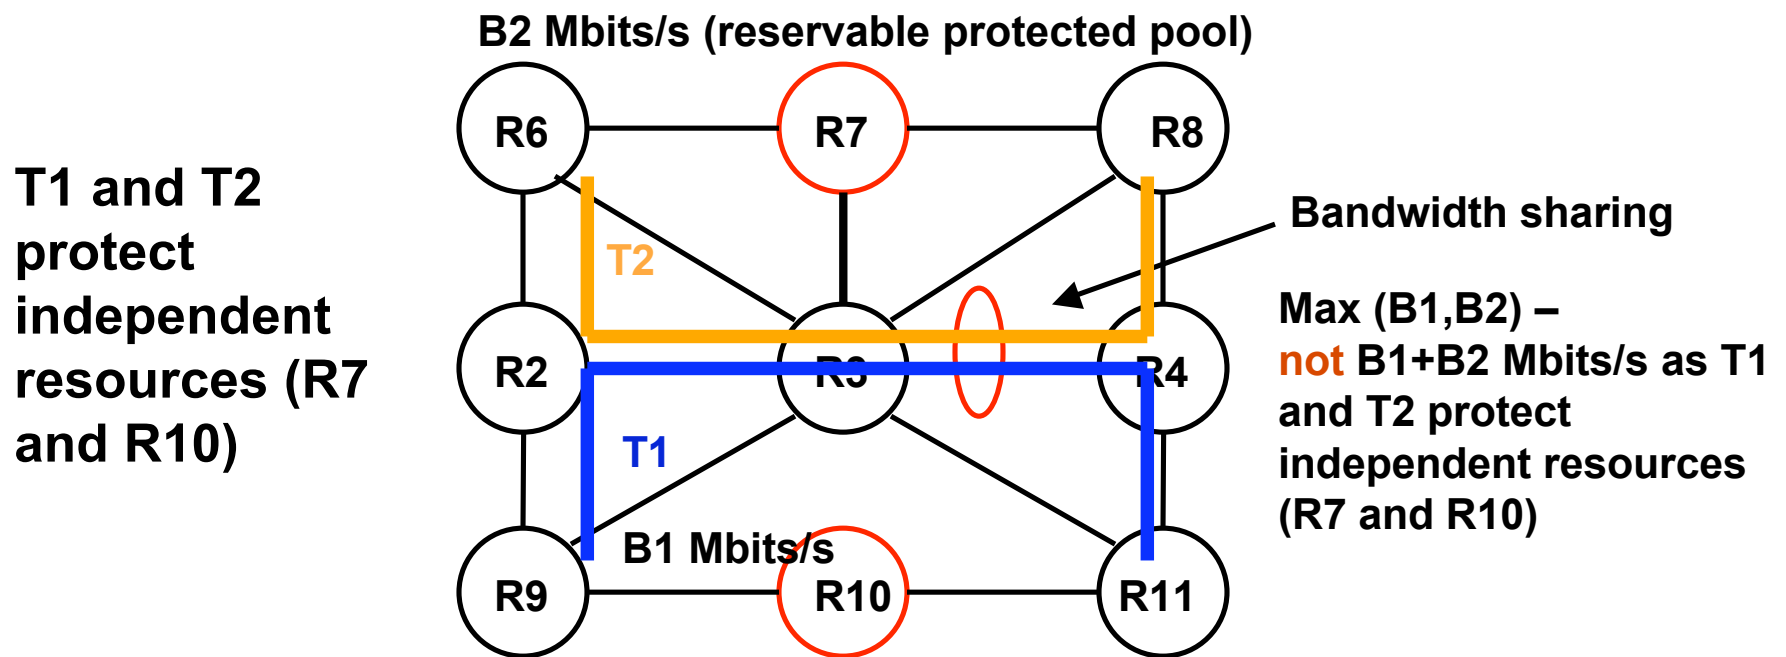 B2 Mbits/s (reservable protected pool)
R6
R7
R8
T1 and T2
protect
independent
resources (R7
and R10)
T2
Bandwidth sharing
Max (B1,B2) –
not B1+B2 Mbits/s as T1
and T2 protect
independent resources
(R7 and R10)
R2
R3
R4
T1
B1 Mbits/s
R9
R10
R11